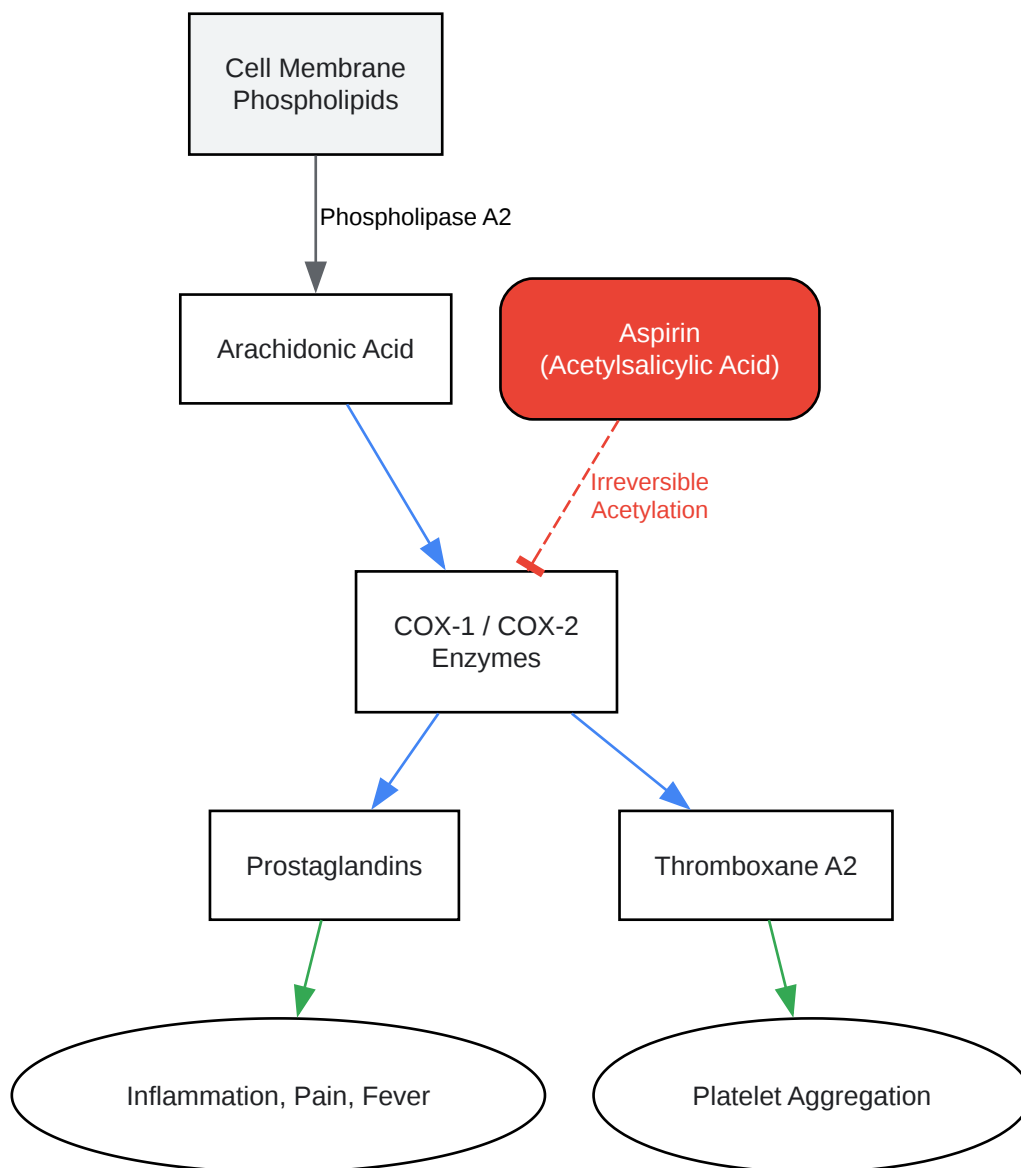 Cell Membrane
Phospholipids
Phospholipase A2
Arachidonic Acid
Aspirin
(Acetylsalicylic Acid)
Irreversible
Acetylation
COX-1 / COX-2
Enzymes
Prostaglandins
Thromboxane A2
Inflammation, Pain, Fever
Platelet Aggregation